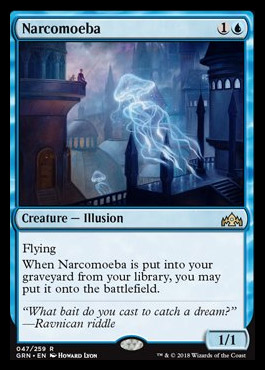 Narcomoeba 1
Creature — Illusion
Flying
When Narcomoeba is put into your
graveyard from your library, you may
put it onto the battlefield.
“What bait do you cast to catch a dream?”
—Ravnican riddle
1/1
047/259 R
GRN • EN Howard Lyon ™ & © 2018 Wizards of the Coast